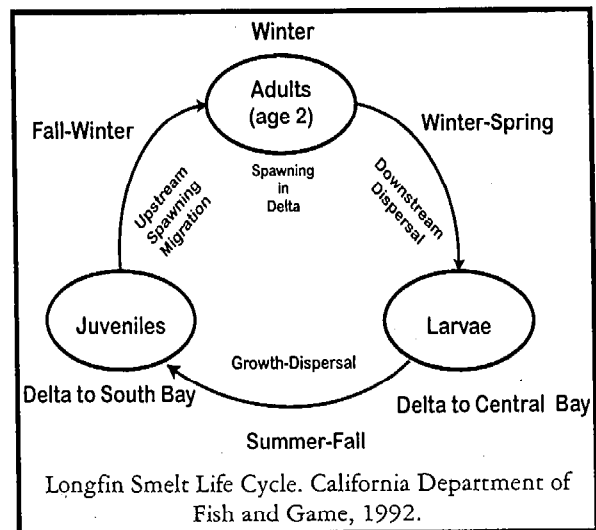 Winter
Adults
(age 2)
Fall-Winter
Winter-Spring
Upstream
Spawning
Migration
Spawning
in
Delta
Downstream
Dispersal
Juveniles
Larvae
Growth-Dispersal
Delta to South Bay
Delta to Central Bay
Summer-Fall
Longfin Smelt Life Cycle. California Department of
Fish and Game, 1992.